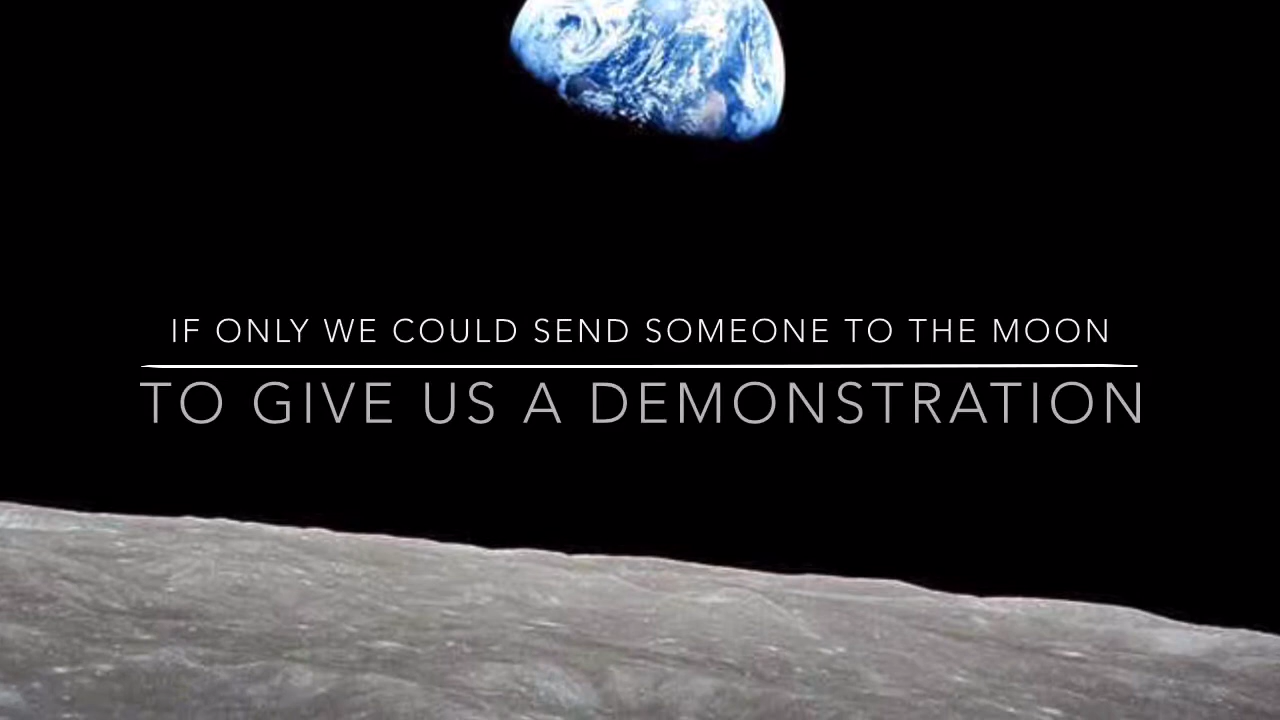 IF ONLY WE COULD SEND SOMEONE TO THE MOON
TO GIVE US A DEMONSTRATION